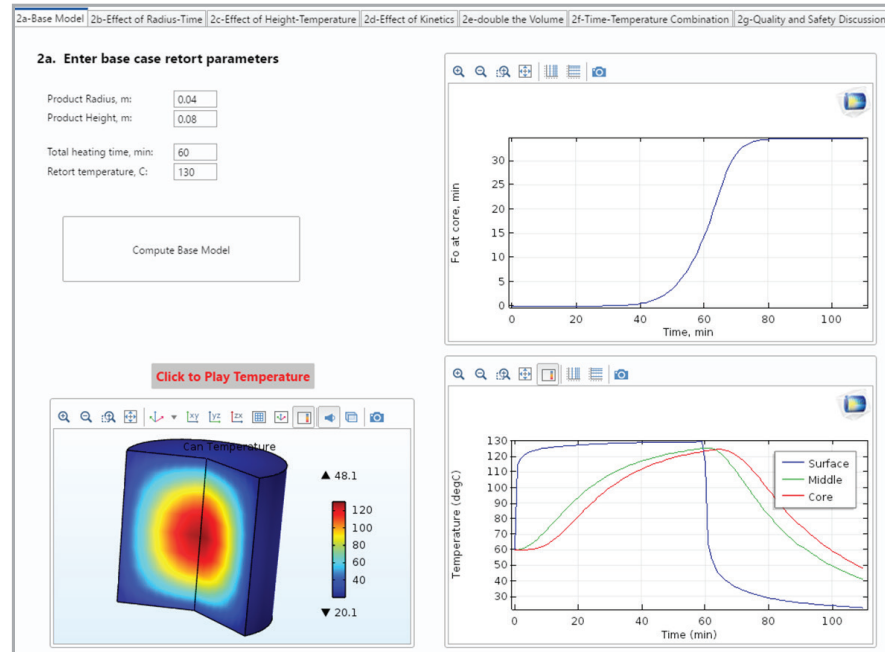 2a-Base Model 2b-Effect of Radius-Time 2c-Effect of Height-Temperature 2d-Effect of Kinetics 2e-double the Volume 2f-Time-Temperature Combination 2g-Quality and Safety Discussion
2a. Enter base case retort parameters
Product Radius, m: 0.04
Product Height, m: 0.08
Total heating time, min: 60
Retort temperature, C: 130
Compute Base Model
Click to Play Temperature
xy yz zx
Can Temperature
▲ 48.1
120
100
80
60
40
▼ 20.1
Fo at core, min
30
25
20
15
10
5
0
0 20 40 60 80 100
Time, min
Temperature (degC)
130
120
110
100
90
80
70
60
50
40
30
Surface
Middle
Core
0 20 40 60 80 100
Time (min)